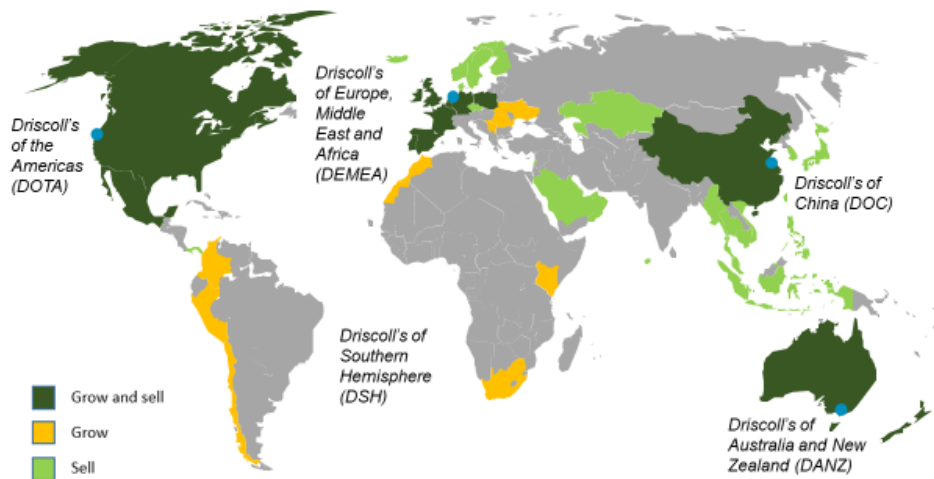 Driscoll's
of the
Americas
(DOTA)
Driscoll's
of Europe,
Middle
East and
Africa
(DEMEA)
Driscoll's of
China (DOC)
Driscoll's of
Southern
Hemisphere
(DSH)
Driscoll's of
Australia and New
Zealand (DANZ)
Grow and sell
Grow
Sell